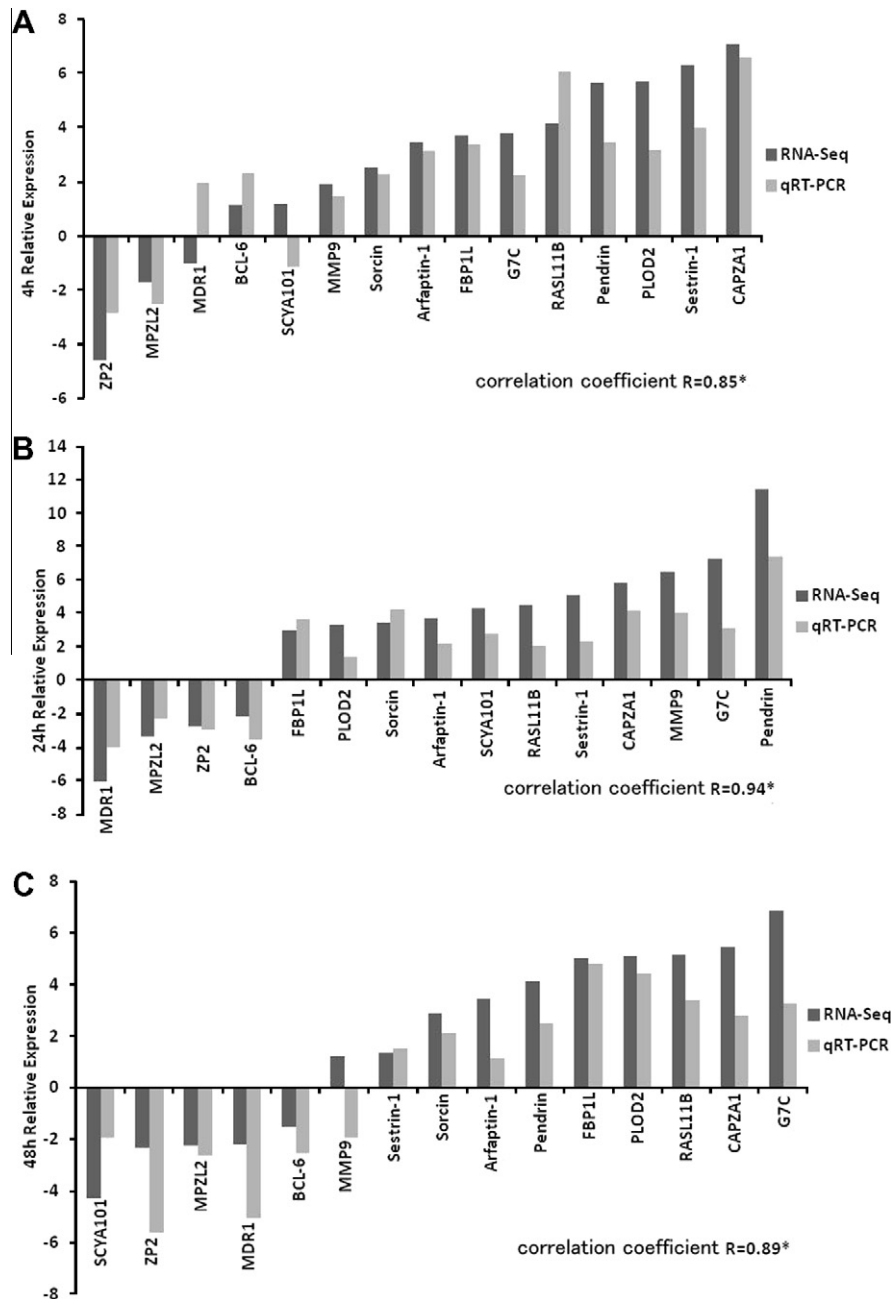 A
4h Relative Expression
8
6
4
2
0
-2
-4
-6
ZP2
MPZL2
MDR1
BCL-6
SCYA101
MMP9
Sorcin
Arfaptin-1
FBP1L
G7C
RASL11B
Pendrin
PLOD2
Sestrin-1
CAPZA1
RNA-Seq
qRT-PCR
correlation coefficient R=0.85*
B
24h Relative Expression
14
12
10
8
6
4
2
0
-2
-4
-6
-8
MDR1
MPZL2
ZP2
BCL-6
FBP1L
PLOD2
Sorcin
Arfaptin-1
SCYA101
RASL11B
Sestrin-1
CAPZA1
MMP9
G7C
Pendrin
RNA-Seq
qRT-PCR
correlation coefficient R=0.94*
C
48h Relative Expression
8
6
4
2
0
-2
-4
-6
-8
SCYA101
ZP2
MPZL2
MDR1
BCL-6
MMP9
Sestrin-1
Sorcin
Arfaptin-1
Pendrin
FBP1L
PLOD2
RASL11B
CAPZA1
G7C
RNA-Seq
qRT-PCR
correlation coefficient R=0.89*